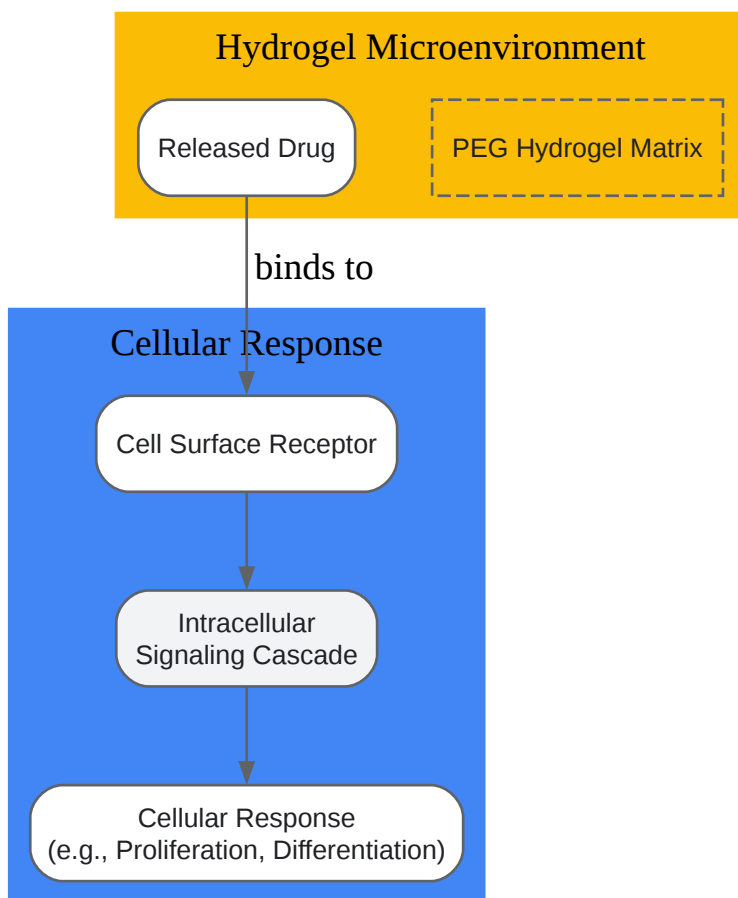 Hydrogel Microenvironment
Released Drug
PEG Hydrogel Matrix
binds to
Cellular Response
Cell Surface Receptor
Intracellular
Signaling Cascade
Cellular Response
(e.g., Proliferation, Differentiation)